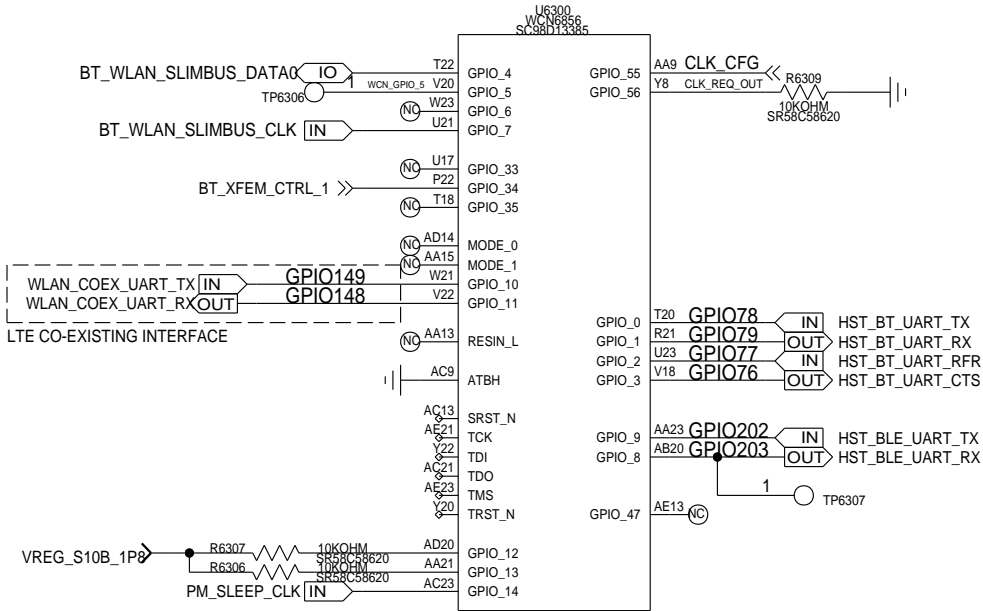 U6300
WCN6856
SC98D13385
BT_WLAN_SLIMBUS_DATA0 IO 1 WCN_GPIO_5 T22 GPIO_4 GPIO_55 AA9 CLK_CFG
TP6306 V20 GPIO_5 GPIO_56 Y8 CLK_REQ_OUT R6309
10KOHM
SR58C58620
NC W23 GPIO_6
BT_WLAN_SLIMBUS_CLK IN U21 GPIO_7
NC U17 GPIO_33
BT_XFEM_CTRL_1 P22 GPIO_34
NC T18 GPIO_35
NC AD14 MODE_0
NC AA15 MODE_1
WLAN_COEX_UART_TX IN GPIO149 W21 GPIO_10
WLAN_COEX_UART_RX OUT GPIO148 V22 GPIO_11
LTE CO-EXISTING INTERFACE
GPIO_0 T20 GPIO78 IN HST_BT_UART_TX
NC AA13 RESIN_L GPIO_1 R21 GPIO79 OUT HST_BT_UART_RX
GPIO_2 U23 GPIO77 IN HST_BT_UART_RFR
AC9 ATBH GPIO_3 V18 GPIO76 OUT HST_BT_UART_CTS
AC13 SRST_N
AE21 TCK GPIO_9 AA23 GPIO202 IN HST_BLE_UART_TX
Y22 TDI GPIO_8 AB20 GPIO203 OUT HST_BLE_UART_RX
AC21 TDO
AE23 TMS 1 TP6307
Y20 TRST_N GPIO_47 AE13 NC
VREG_S10B_1P8 R6307 10KOHM SR58C58620 AD20 GPIO_12
R6306 10KOHM SR58C58620 AA21 GPIO_13
PM_SLEEP_CLK IN AC23 GPIO_14